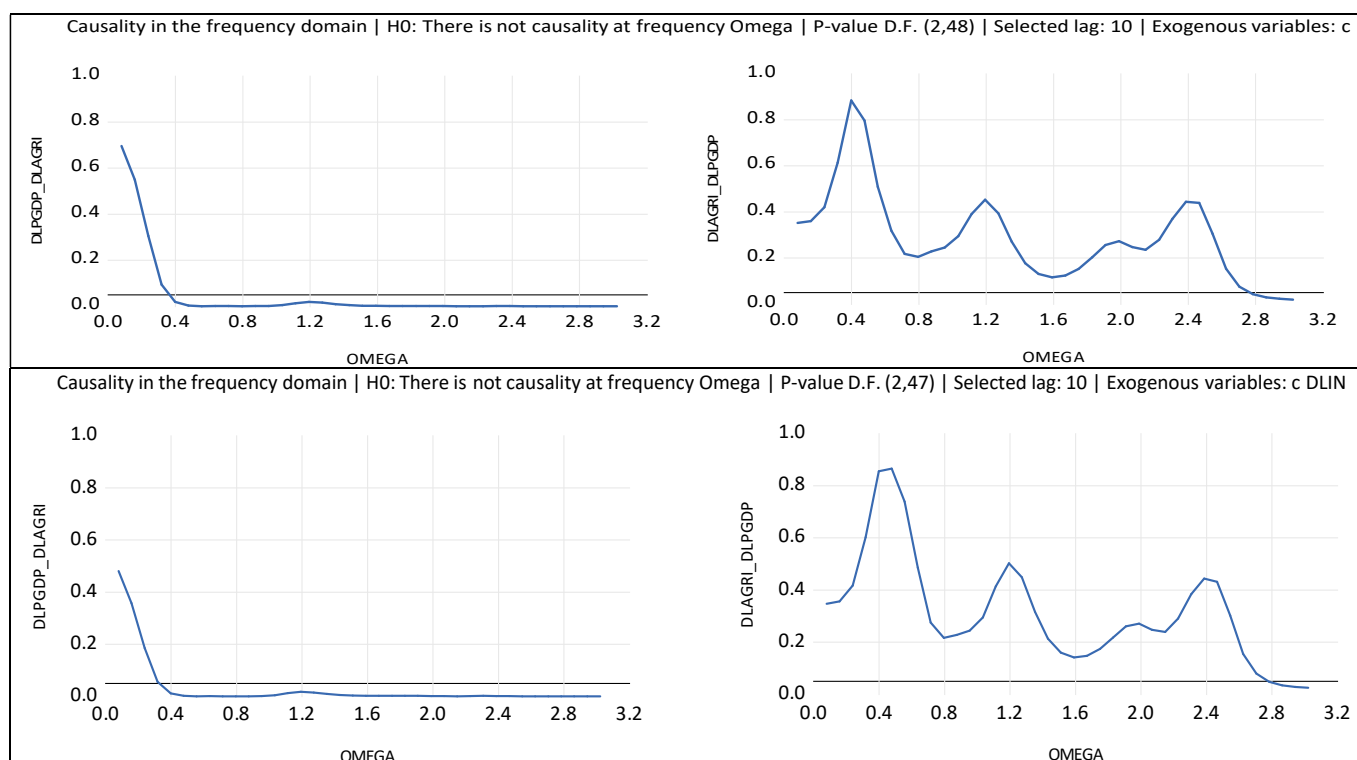 Causality in the frequency domain | H0: There is not causality at frequency Omega | P-value D.F. (2,48) | Selected lag: 10 | Exogenous variables: c
DLPGDP_DLAGRI
1.0
0.8
0.6
0.4
0.2
0.0
0.0 0.4 0.8 1.2 1.6 2.0 2.4 2.8 3.2
OMEGA
DLAGRI_DLPGDP
1.0
0.8
0.6
0.4
0.2
0.0
0.0 0.4 0.8 1.2 1.6 2.0 2.4 2.8 3.2
OMEGA
Causality in the frequency domain | H0: There is not causality at frequency Omega | P-value D.F. (2,47) | Selected lag: 10 | Exogenous variables: c DLIN
DLPGDP_DLAGRI
1.0
0.8
0.6
0.4
0.2
0.0
0.0 0.4 0.8 1.2 1.6 2.0 2.4 2.8 3.2
OMEGA
DLAGRI_DLPGDP
1.0
0.8
0.6
0.4
0.2
0.0
0.0 0.4 0.8 1.2 1.6 2.0 2.4 2.8 3.2
OMEGA